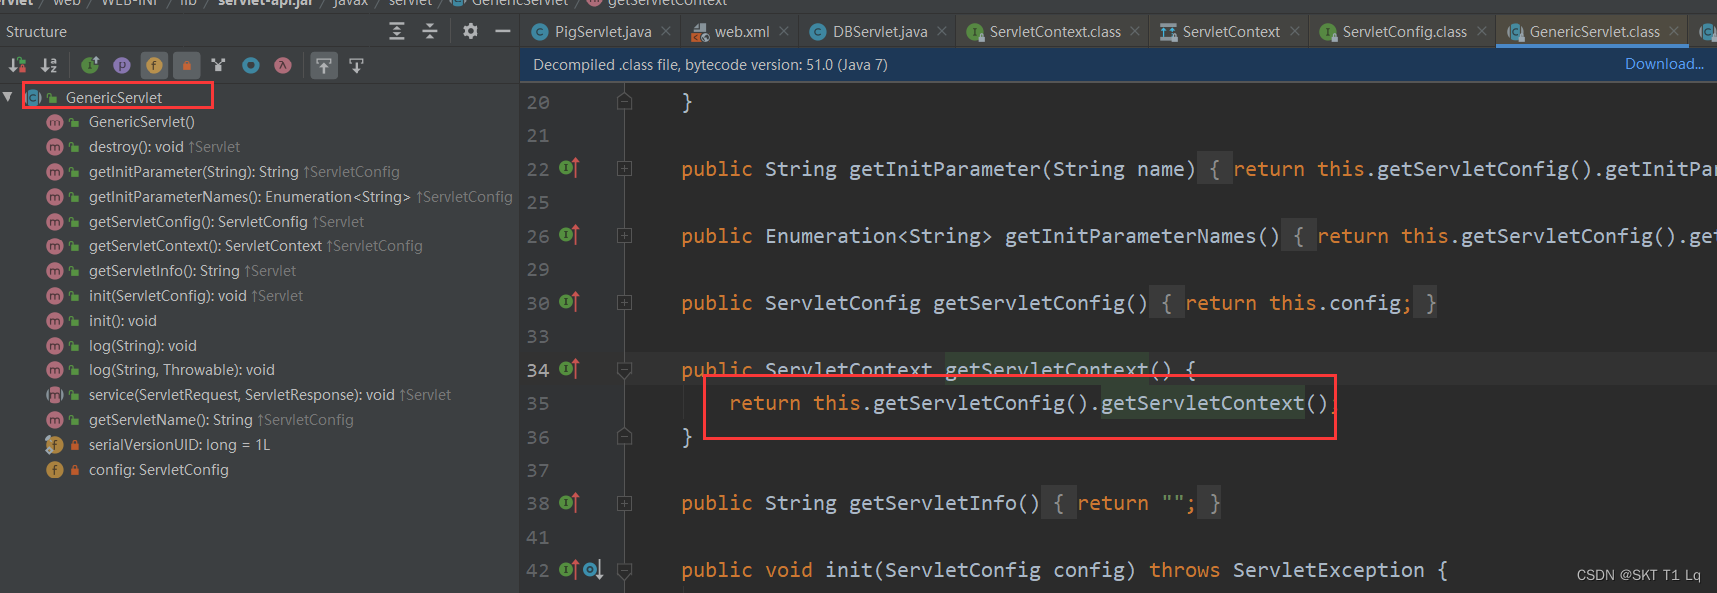 ervlet › web › WEB-INF › lib › servlet-api.jar › javax › servlet › GenericServlet › getServletContext
Structure
GenericServlet
GenericServlet()
destroy(): void ↑Servlet
getInitParameter(String): String ↑ServletConfig
getInitParameterNames(): Enumeration<String> ↑ServletConfig
getServletConfig(): ServletConfig ↑Servlet
getServletContext(): ServletContext ↑ServletConfig
getServletInfo(): String ↑Servlet
init(ServletConfig): void ↑Servlet
init(): void
log(String): void
log(String, Throwable): void
service(ServletRequest, ServletResponse): void ↑Servlet
getServletName(): String ↑ServletConfig
serialVersionUID: long = 1L
config: ServletConfig
PigServlet.java web.xml DBServlet.java ServletContext.class ServletContext ServletConfig.class GenericServlet.class
Decompiled .class file, bytecode version: 51.0 (Java 7) Download...
20 }
21
22 public String getInitParameter(String name) { return this.getServletConfig().getInitPar
25
26 public Enumeration<String> getInitParameterNames() { return this.getServletConfig().get
29
30 public ServletConfig getServletConfig() { return this.config; }
33
34 public ServletContext getServletContext() {
35 return this.getServletConfig().getServletContext();
36 }
37
38 public String getServletInfo() { return ""; }
41
42 public void init(ServletConfig config) throws ServletException {
CSDN @SKT T1 Lq